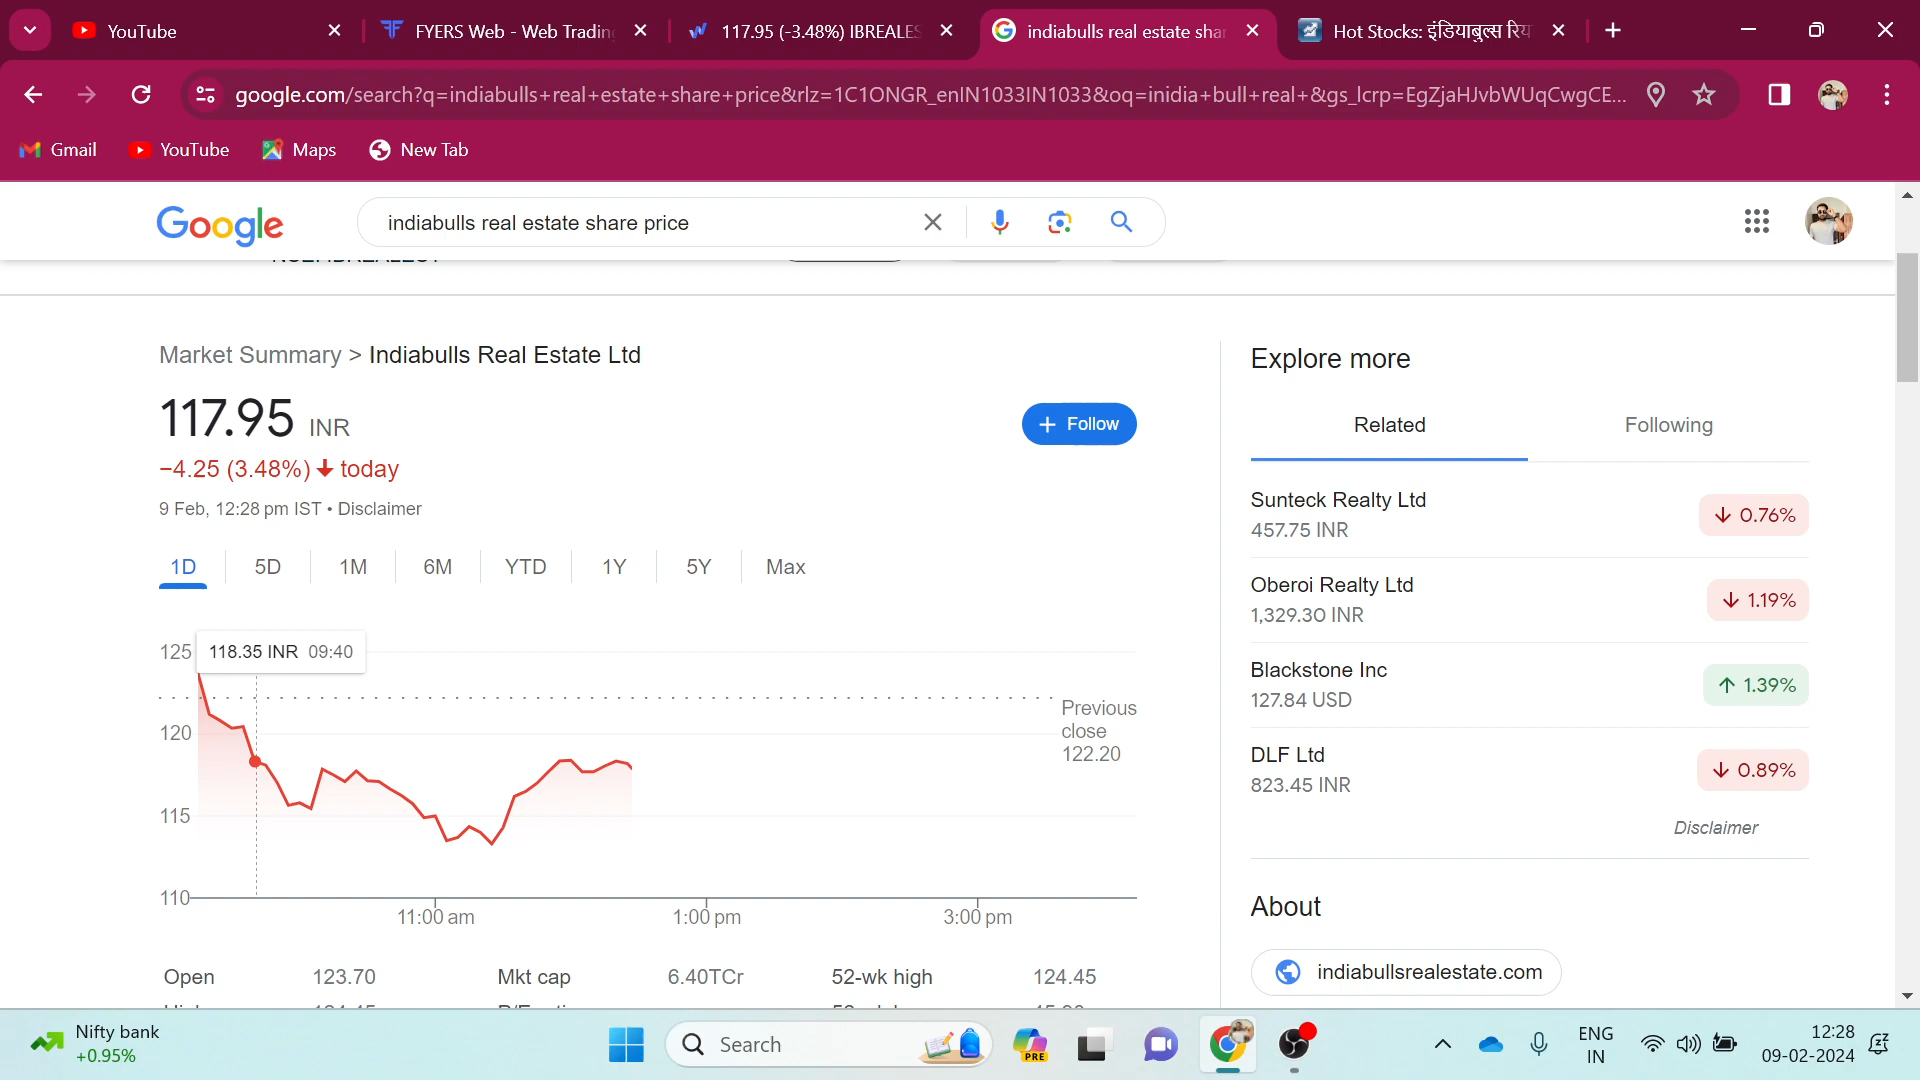 YouTube
FYERS Web - Web Trading
117.95 (-3.48%) IBREALES
indiabulls real estate shar
Hot Stocks: इंडियाबुल्स रिय
google.com/search?q=indiabulls+real+estate+share+price&rlz=1C1ONGR_enIN1033IN1033&oq=inidia+bull+real+&gs_lcrp=EgZjaHJvbWUqCwgCE...
Gmail
YouTube
Maps
New Tab
Google
indiabulls real estate share price
Market Summary > Indiabulls Real Estate Ltd
117.95 INR
+ Follow
−4.25 (3.48%) ↓ today
9 Feb, 12:28 pm IST • Disclaimer
1D
5D
1M
6M
YTD
1Y
5Y
Max
118.35 INR 09:40
125
120
115
110
Previous
close
122.20
11:00 am
1:00 pm
3:00 pm
Open 123.70
Mkt cap 6.40TCr
52-wk high 124.45
Explore more
Related
Following
Sunteck Realty Ltd
457.75 INR
↓ 0.76%
Oberoi Realty Ltd
1,329.30 INR
↓ 1.19%
Blackstone Inc
127.84 USD
↑ 1.39%
DLF Ltd
823.45 INR
↓ 0.89%
Disclaimer
About
indiabullsrealestate.com
Nifty bank
+0.95%
Search
PRE
ENG
IN
12:28
09-02-2024